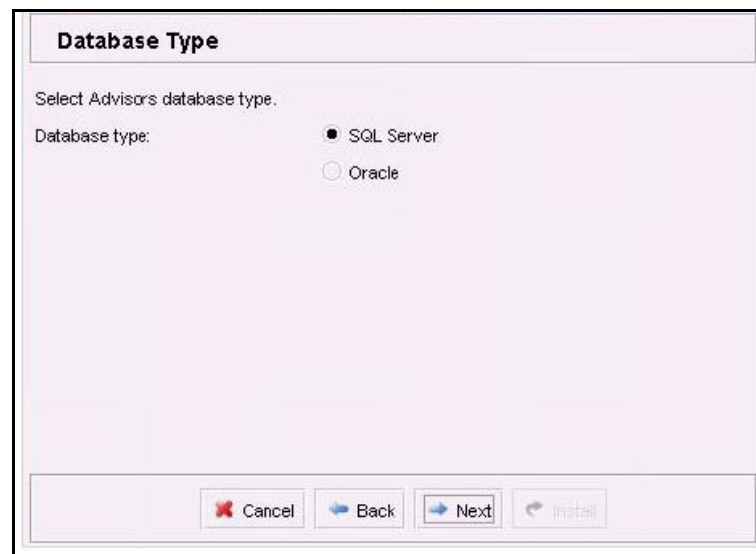 Database Type
Select Advisors database type.
Database type:
SQL Server
Oracle
Cancel
Back
Next
Install